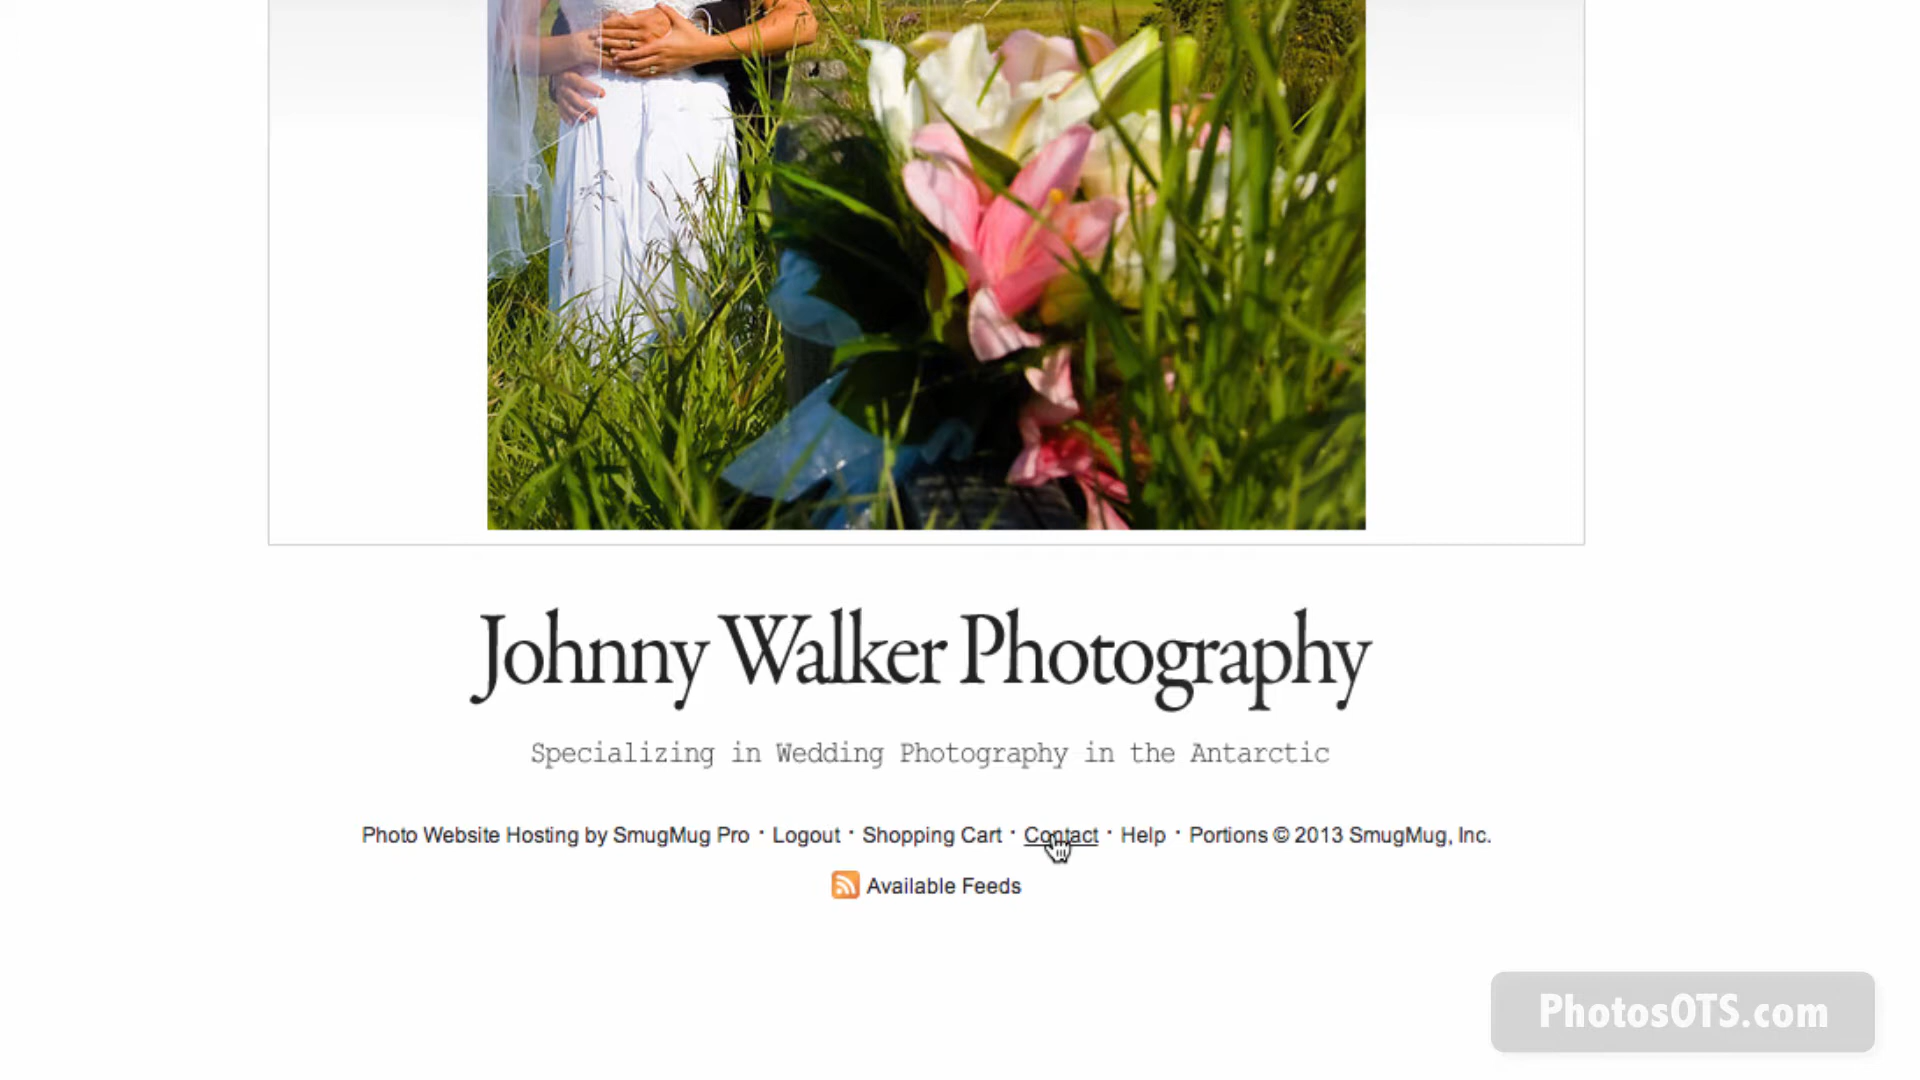 Johnny Walker Photography
Specializing in Wedding Photography in the Antarctic
Photo Website Hosting by SmugMug Pro · Logout · Shopping Cart · Contact · Help · Portions © 2013 SmugMug, Inc.
Available Feeds
PhotosOTS.com